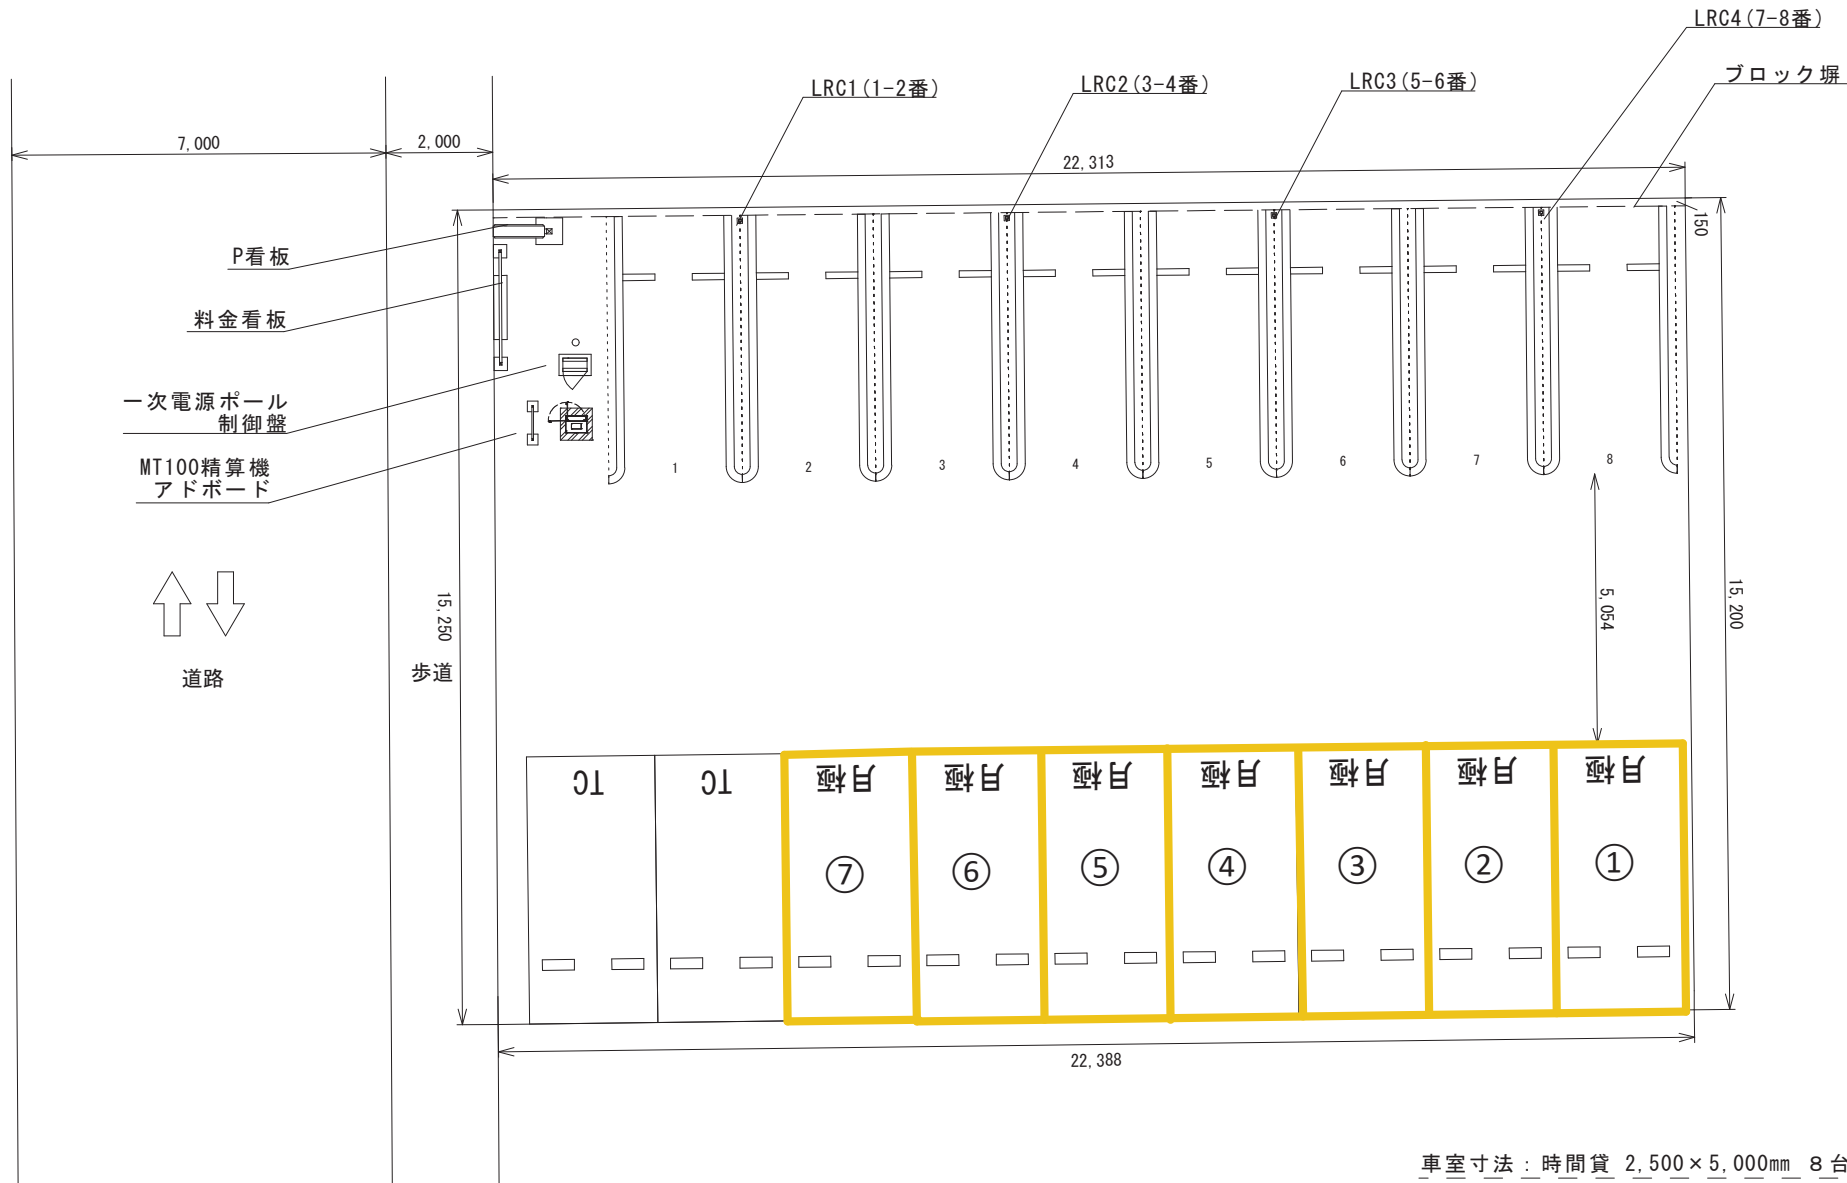 LRC4(7-8番)
ブロック塀
LRC1(1-2番)
LRC2(3-4番)
LRC3(5-6番)
7,000
2,000
22,313
150
P看板
料金看板
一次電源ポール
制御盤
MT100精算機
アドボード
1
2
3
4
5
6
7
8
15,250
5,054
15,200
道路
歩道
TC
TC
月極
月極
月極
月極
月極
月極
月極
⑦
⑥
⑤
④
③
②
①
22,388
車室寸法：時間貸 2,500×5,000mm 8台